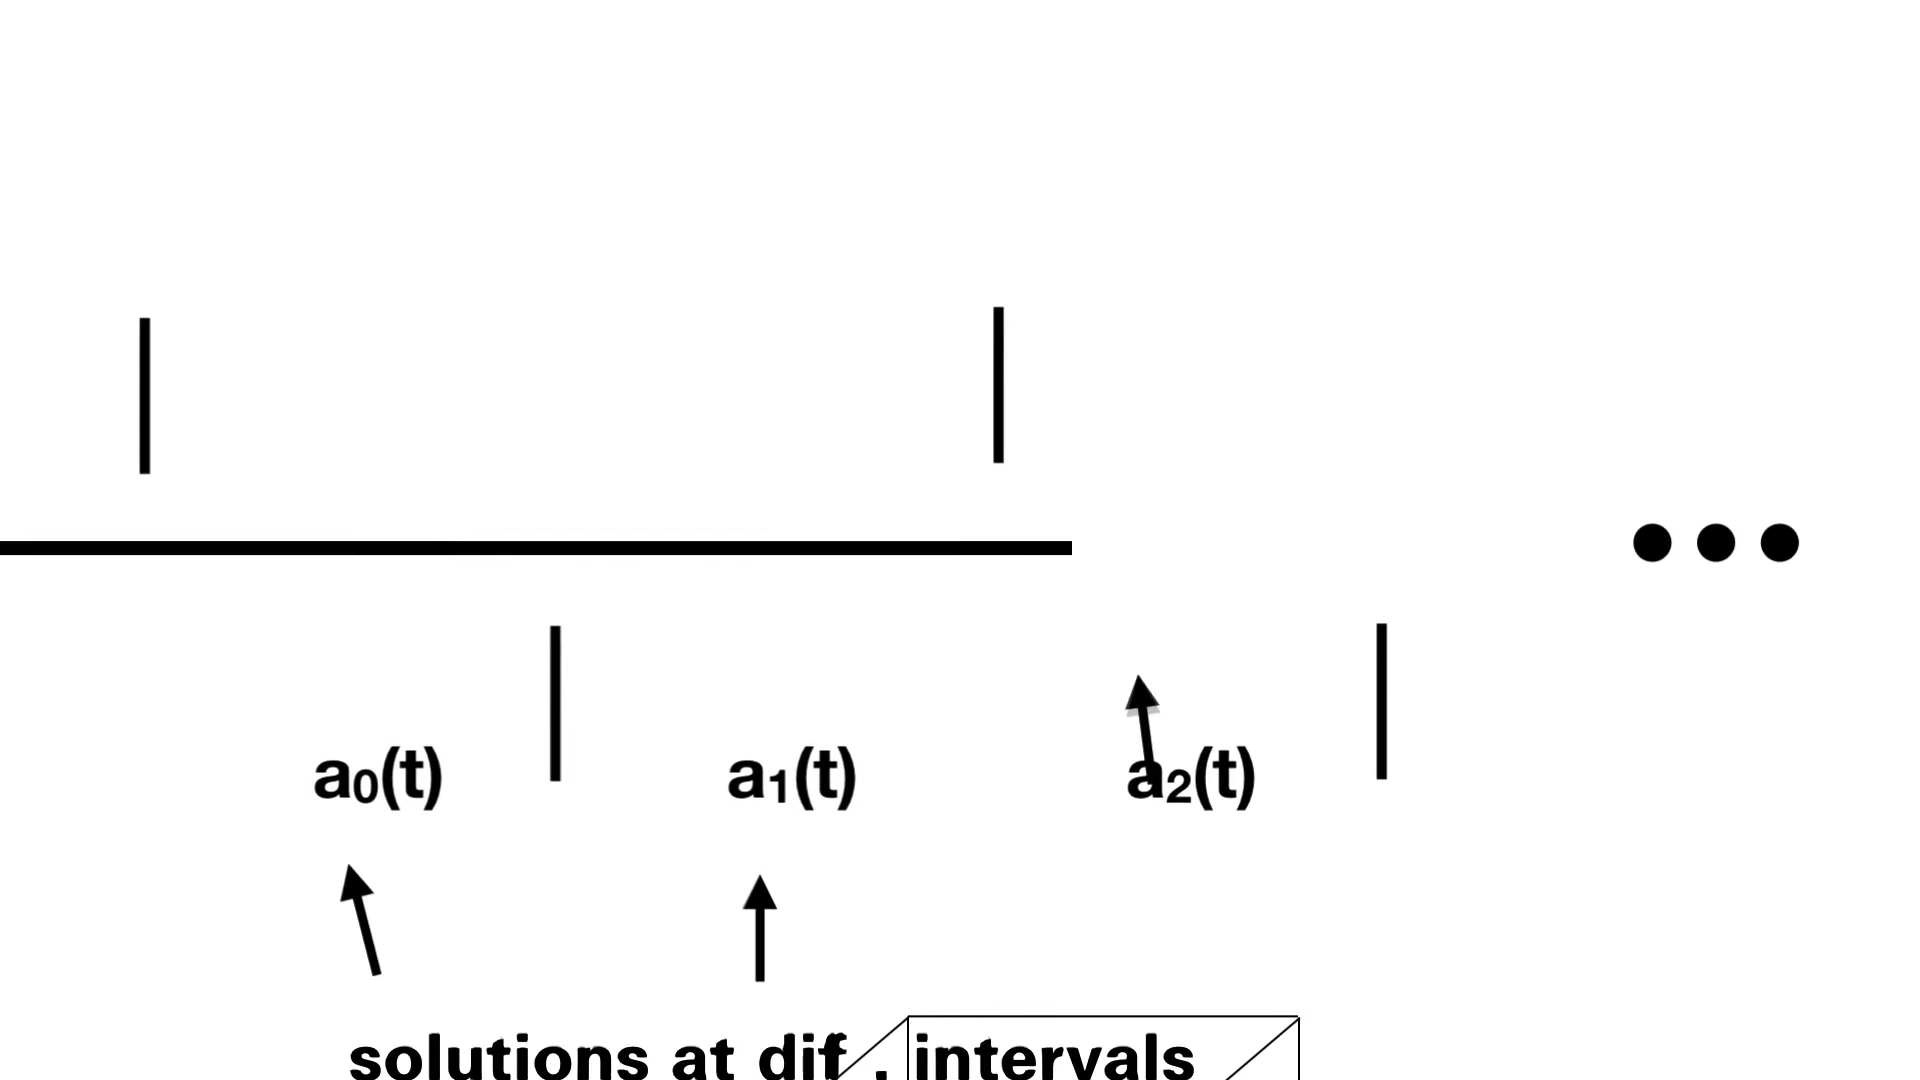 a₀(t) a₁(t) a₂(t)
solutions at dif . intervals